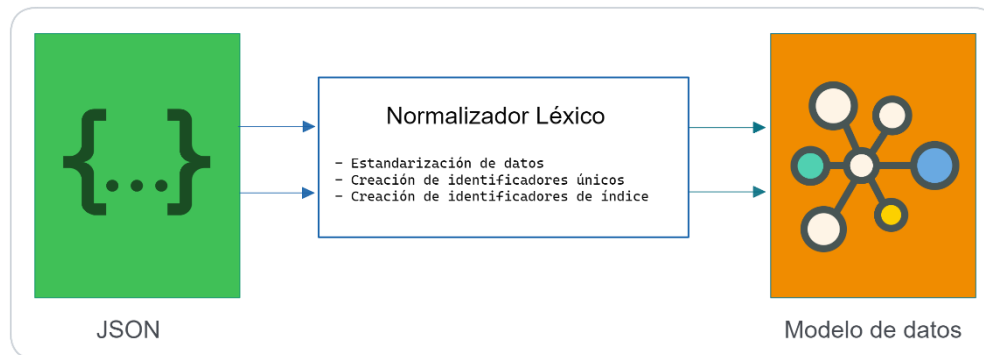 {...}
Normalizador Léxico
– Estandarización de datos
– Creación de identificadores únicos
– Creación de identificadores de índice
JSON
Modelo de datos